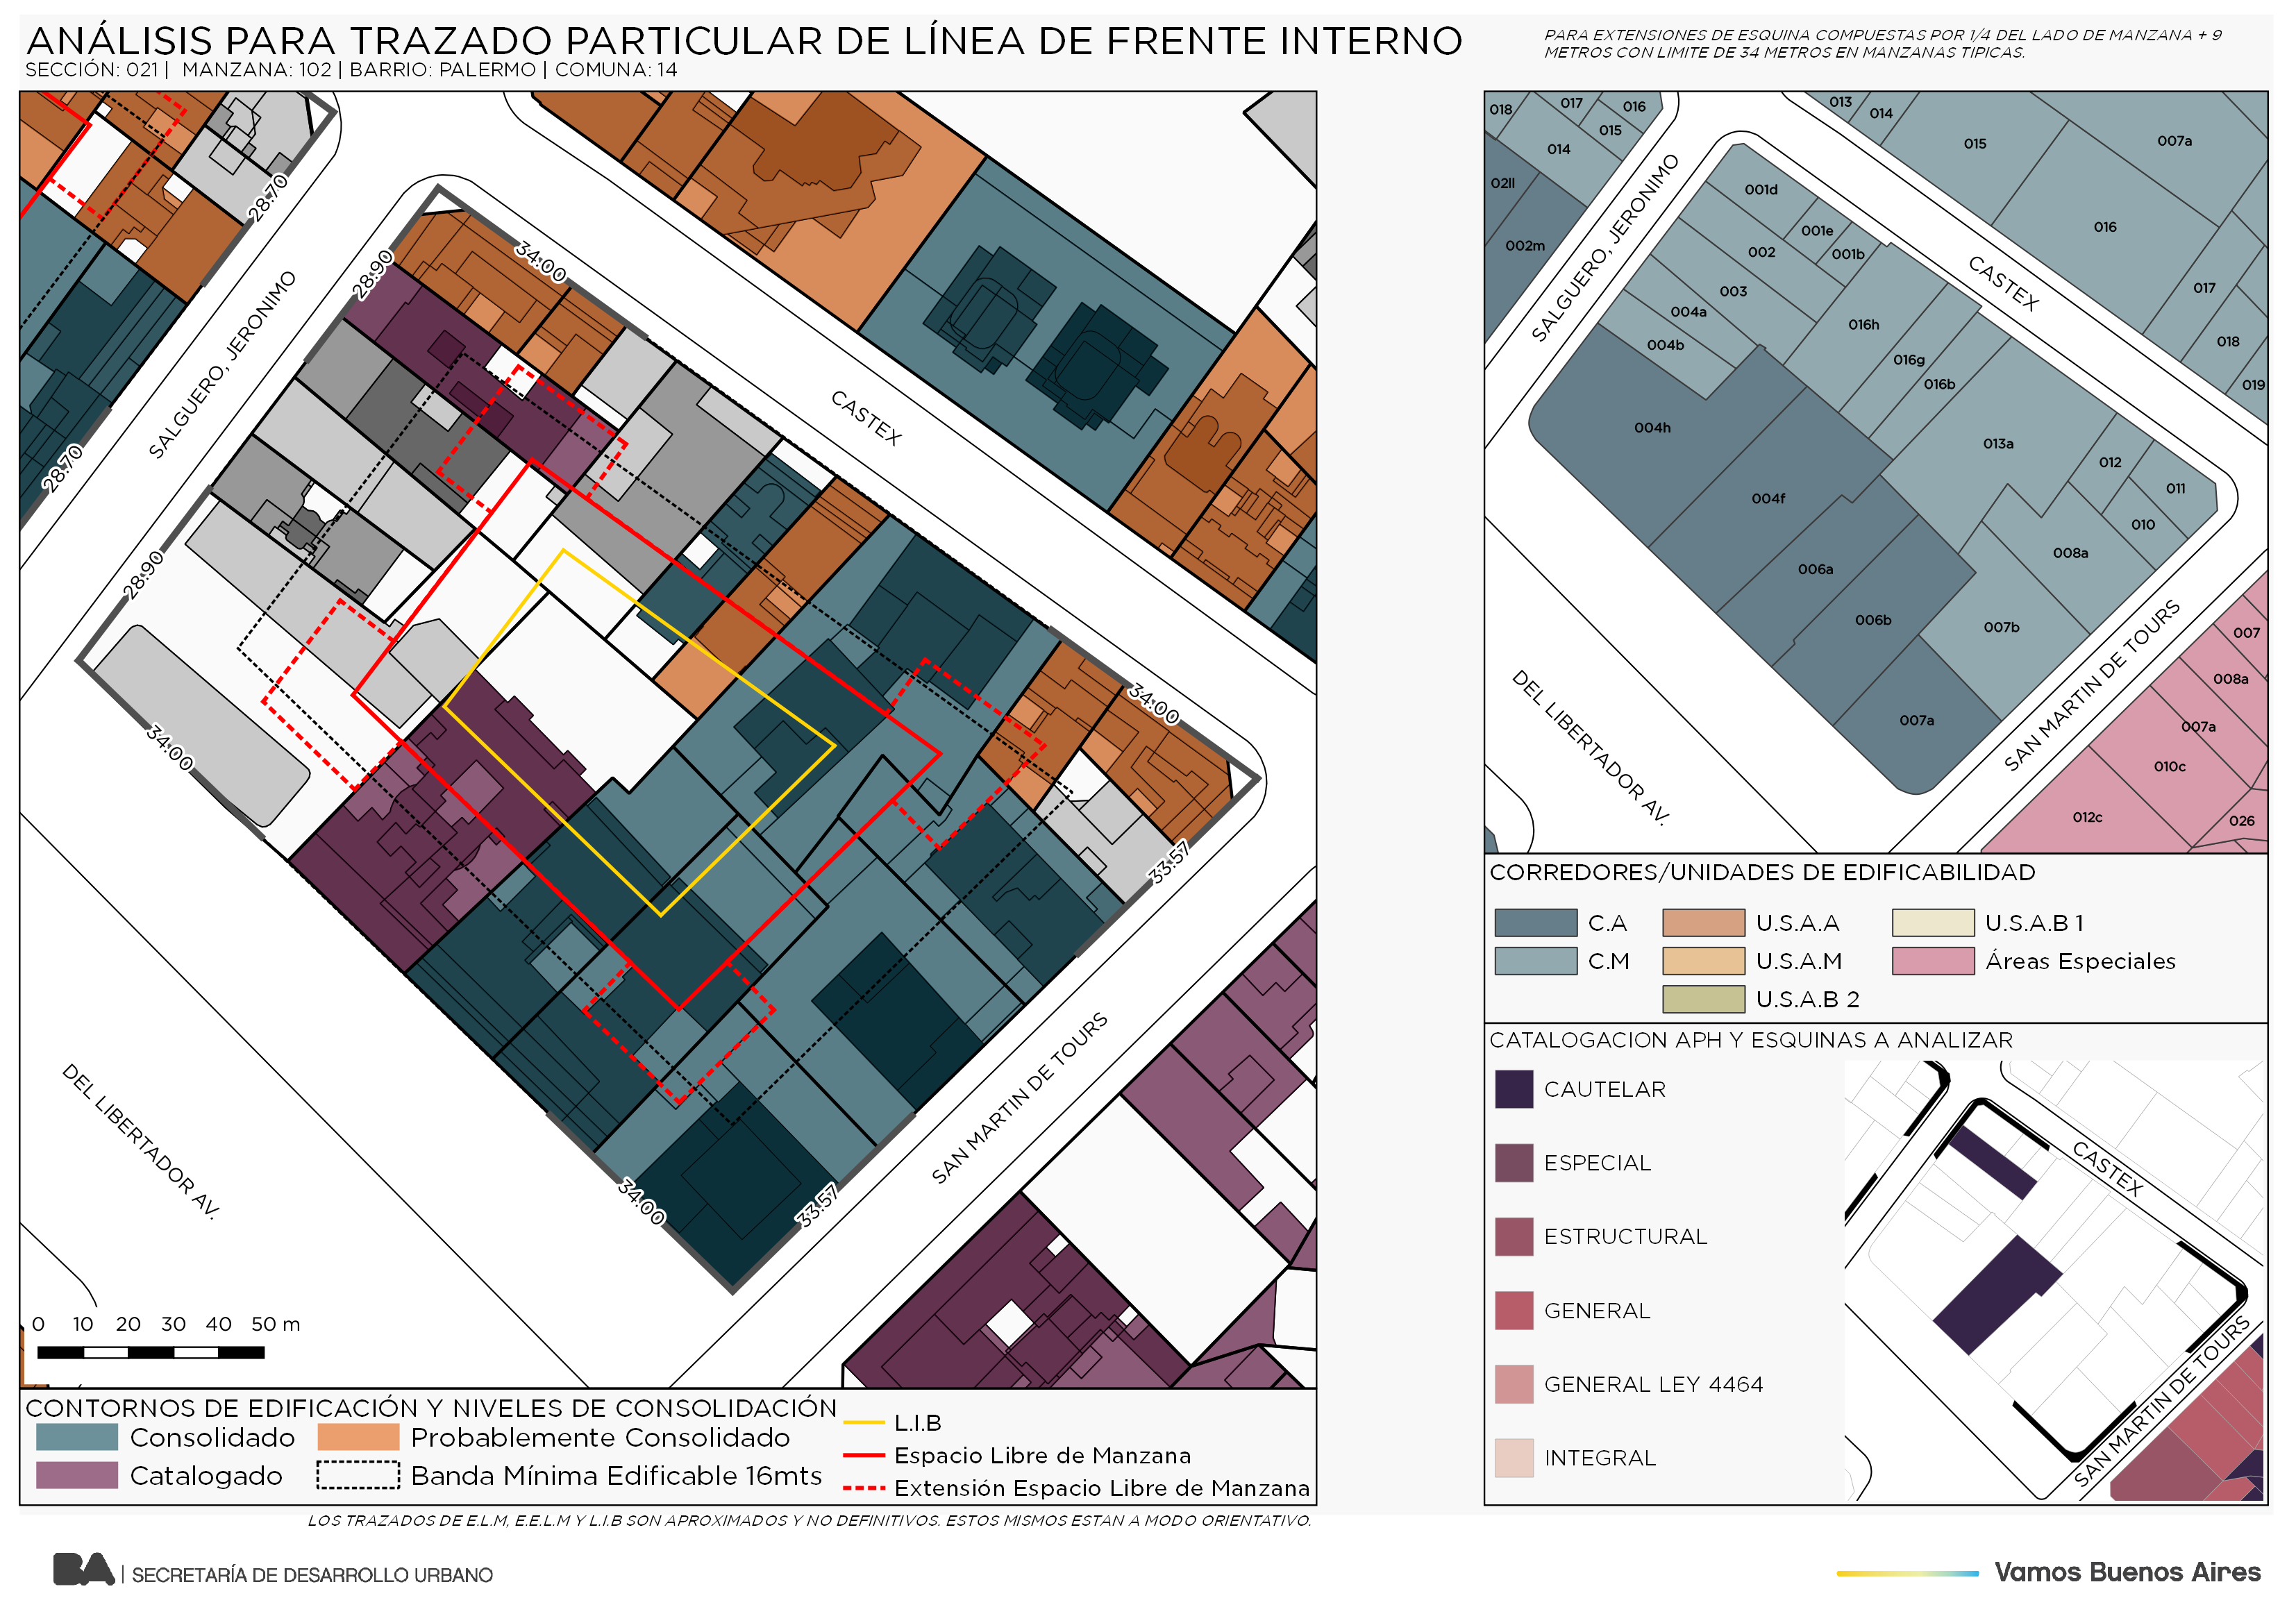 ANÁLISIS PARA TRAZADO PARTICULAR DE LÍNEA DE FRENTE INTERNO
SECCIÓN: 021 | MANZANA: 102 | BARRIO: PALERMO | COMUNA: 14
PARA EXTENSIONES DE ESQUINA COMPUESTAS POR 1/4 DEL LADO DE MANZANA + 9
METROS CON LIMITE DE 34 METROS EN MANZANAS TIPICAS.
28.70
28.70
SALGUERO, JERONIMO
28.90
34.00
CASTEX
28.90
34.00
34.00
33.57
DEL LIBERTADOR AV.
34.00
33.57
SAN MARTIN DE TOURS
0 10 20 30 40 50 m
CONTORNOS DE EDIFICACIÓN Y NIVELES DE CONSOLIDACIÓN
Consolidado
Probablemente Consolidado
Catalogado
Banda Mínima Edificable 16mts
L.I.B
Espacio Libre de Manzana
Extensión Espacio Libre de Manzana
LOS TRAZADOS DE E.L.M, E.E.L.M Y L.I.B SON APROXIMADOS Y NO DEFINITIVOS. ESTOS MISMOS ESTAN A MODO ORIENTATIVO.
018
017
016
015
014
02ll
002m
013
014
015
007a
016
017
018
019
SALGUERO, JERONIMO
CASTEX
001d
001e
001b
002
003
004a
004b
016h
016g
016b
004h
013a
004f
012
011
010
008a
006a
006b
007b
007a
DEL LIBERTADOR AV.
SAN MARTIN DE TOURS
007
008a
007a
010c
012c
026
CORREDORES/UNIDADES DE EDIFICABILIDAD
C.A
U.S.A.A
U.S.A.B 1
C.M
U.S.A.M
Áreas Especiales
U.S.A.B 2
CATALOGACION APH Y ESQUINAS A ANALIZAR
CAUTELAR
ESPECIAL
ESTRUCTURAL
GENERAL
GENERAL LEY 4464
INTEGRAL
CASTEX
SAN MARTIN DE TOURS
BA | SECRETARÍA DE DESARROLLO URBANO
Vamos Buenos Aires